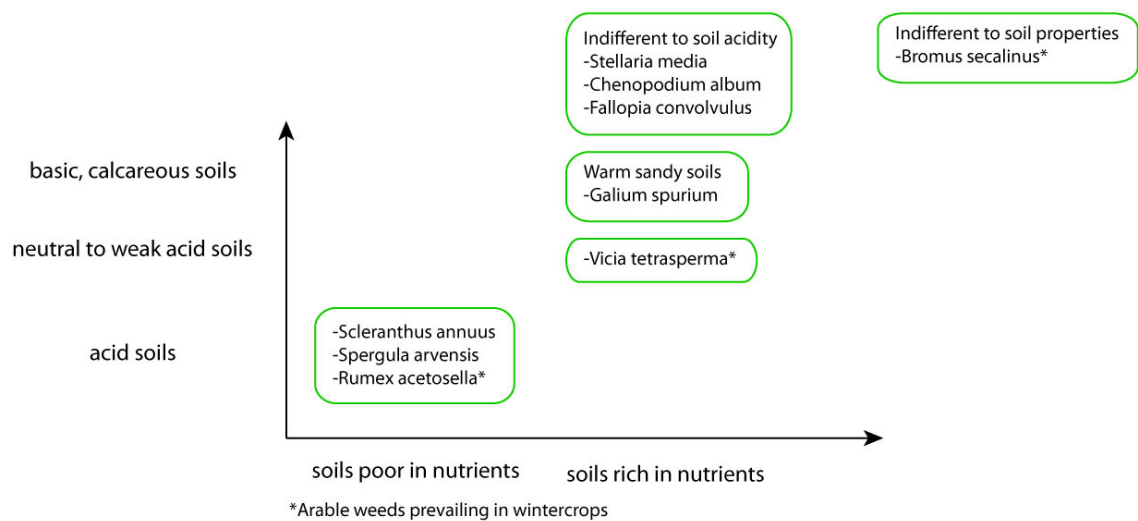 Indifferent to soil acidity
-Stellaria media
-Chenopodium album
-Fallopia convolvulus
Indifferent to soil properties
-Bromus secalinus*
basic, calcareous soils
Warm sandy soils
-Galium spurium
neutral to weak acid soils
-Vicia tetrasperma*
acid soils
-Scleranthus annuus
-Spergula arvensis
-Rumex acetosella*
soils poor in nutrients
soils rich in nutrients
*Arable weeds prevailing in wintercrops